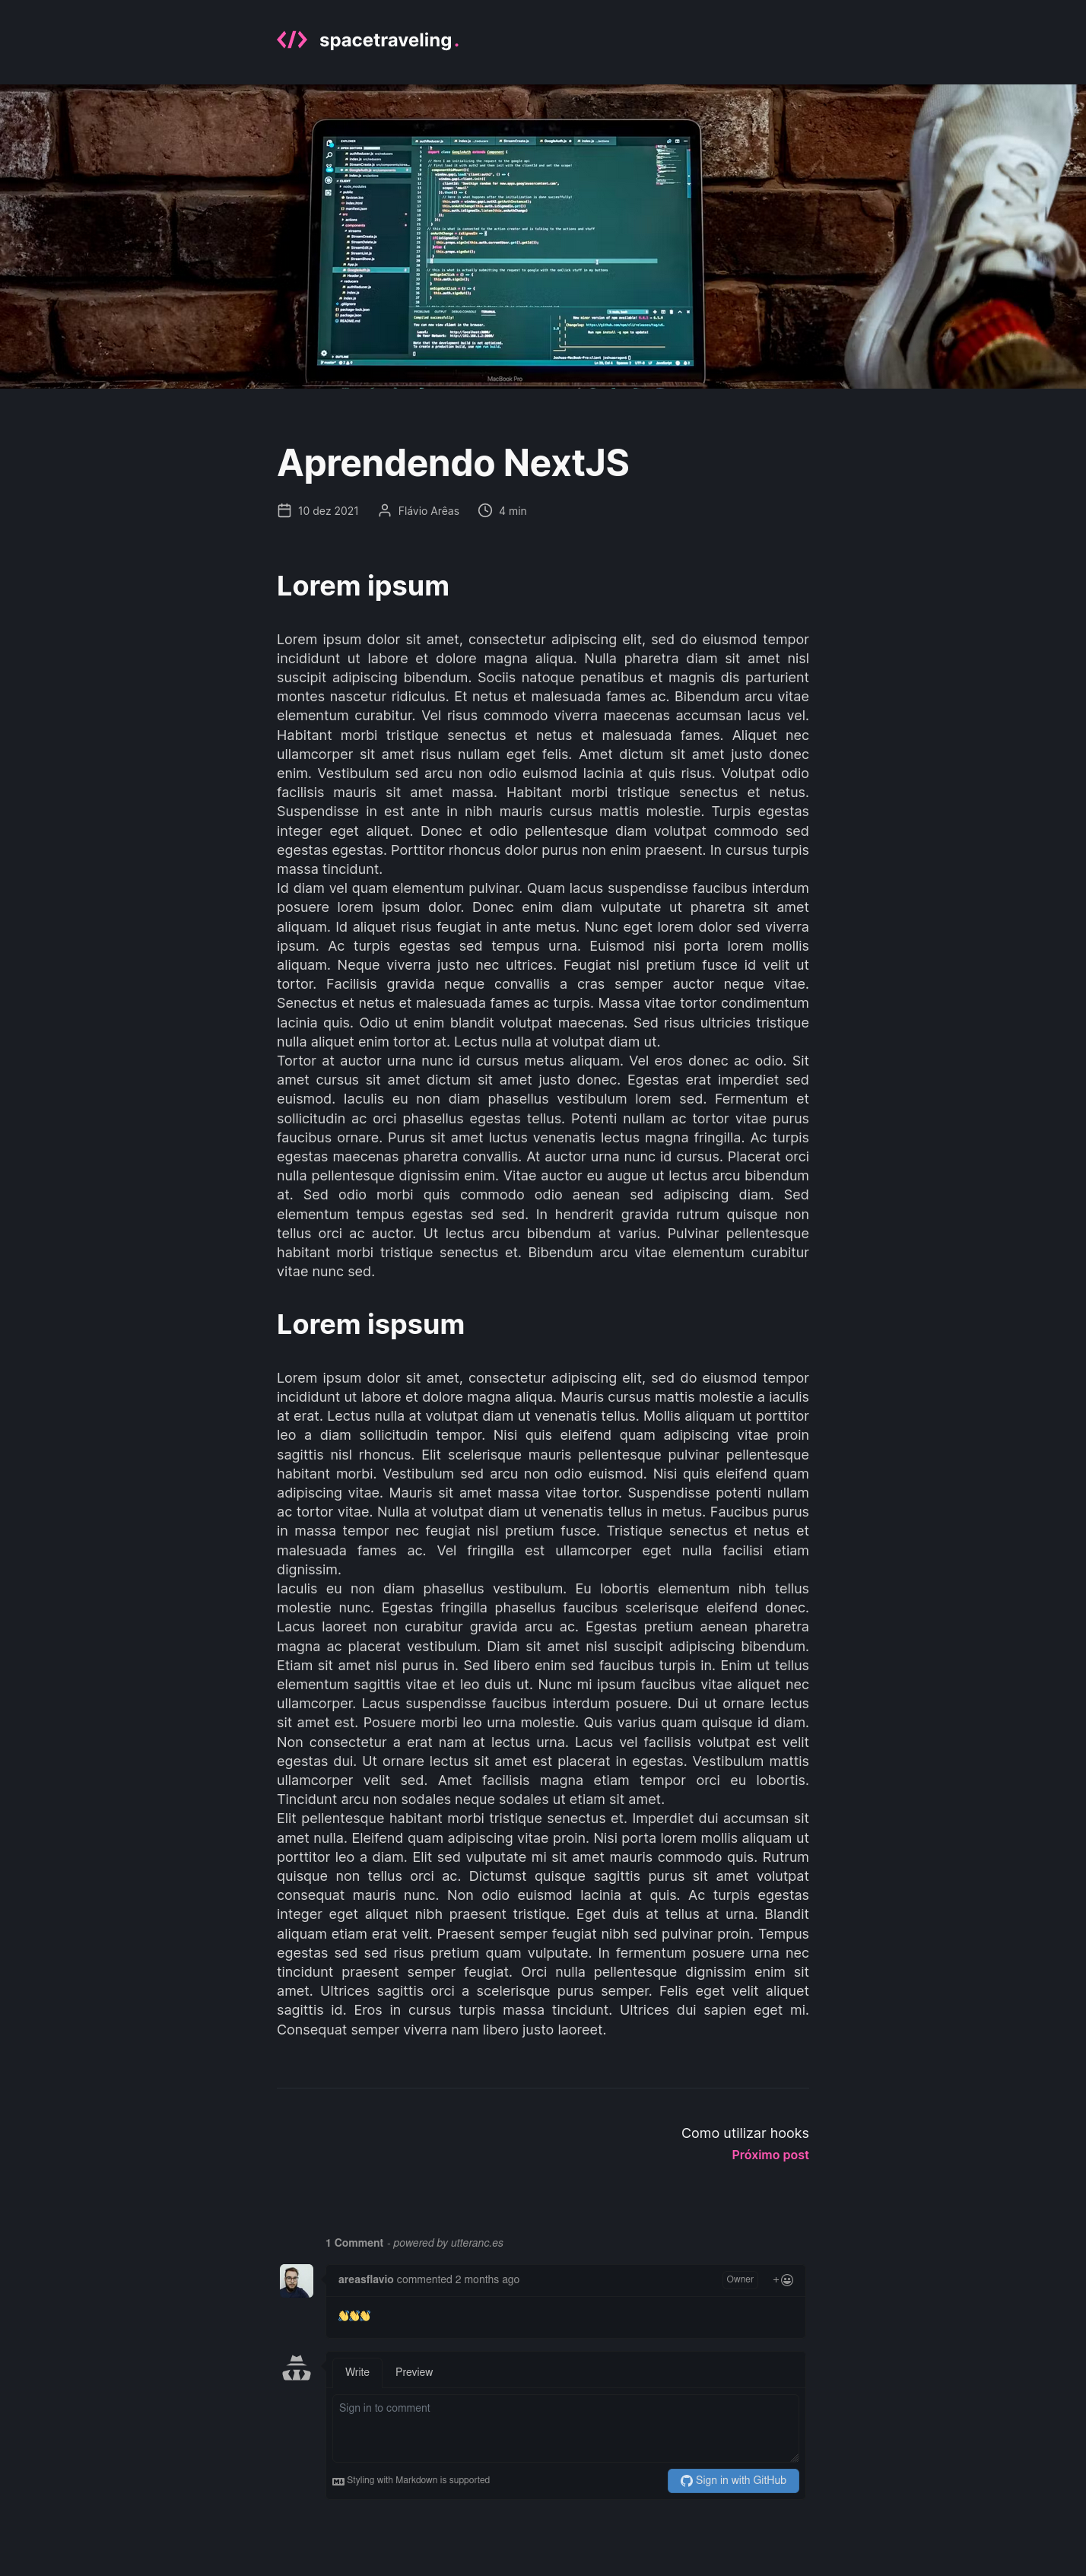 </> spacetraveling.
MacBook Pro
Aprendendo NextJS
10 dez 2021 Flávio Arêas 4 min
Lorem ipsum
Lorem ipsum dolor sit amet, consectetur adipiscing elit, sed do eiusmod tempor
incididunt ut labore et dolore magna aliqua. Nulla pharetra diam sit amet nisl
suscipit adipiscing bibendum. Sociis natoque penatibus et magnis dis parturient
montes nascetur ridiculus. Et netus et malesuada fames ac. Bibendum arcu vitae
elementum curabitur. Vel risus commodo viverra maecenas accumsan lacus vel.
Habitant morbi tristique senectus et netus et malesuada fames. Aliquet nec
ullamcorper sit amet risus nullam eget felis. Amet dictum sit amet justo donec
enim. Vestibulum sed arcu non odio euismod lacinia at quis risus. Volutpat odio
facilisis mauris sit amet massa. Habitant morbi tristique senectus et netus.
Suspendisse in est ante in nibh mauris cursus mattis molestie. Turpis egestas
integer eget aliquet. Donec et odio pellentesque diam volutpat commodo sed
egestas egestas. Porttitor rhoncus dolor purus non enim praesent. In cursus turpis
massa tincidunt.
Id diam vel quam elementum pulvinar. Quam lacus suspendisse faucibus interdum
posuere lorem ipsum dolor. Donec enim diam vulputate ut pharetra sit amet
aliquam. Id aliquet risus feugiat in ante metus. Nunc eget lorem dolor sed viverra
ipsum. Ac turpis egestas sed tempus urna. Euismod nisi porta lorem mollis
aliquam. Neque viverra justo nec ultrices. Feugiat nisl pretium fusce id velit ut
tortor. Facilisis gravida neque convallis a cras semper auctor neque vitae.
Senectus et netus et malesuada fames ac turpis. Massa vitae tortor condimentum
lacinia quis. Odio ut enim blandit volutpat maecenas. Sed risus ultricies tristique
nulla aliquet enim tortor at. Lectus nulla at volutpat diam ut.
Tortor at auctor urna nunc id cursus metus aliquam. Vel eros donec ac odio. Sit
amet cursus sit amet dictum sit amet justo donec. Egestas erat imperdiet sed
euismod. Iaculis eu non diam phasellus vestibulum lorem sed. Fermentum et
sollicitudin ac orci phasellus egestas tellus. Potenti nullam ac tortor vitae purus
faucibus ornare. Purus sit amet luctus venenatis lectus magna fringilla. Ac turpis
egestas maecenas pharetra convallis. At auctor urna nunc id cursus. Placerat orci
nulla pellentesque dignissim enim. Vitae auctor eu augue ut lectus arcu bibendum
at. Sed odio morbi quis commodo odio aenean sed adipiscing diam. Sed
elementum tempus egestas sed sed. In hendrerit gravida rutrum quisque non
tellus orci ac auctor. Ut lectus arcu bibendum at varius. Pulvinar pellentesque
habitant morbi tristique senectus et. Bibendum arcu vitae elementum curabitur
vitae nunc sed.
Lorem ispsum
Lorem ipsum dolor sit amet, consectetur adipiscing elit, sed do eiusmod tempor
incididunt ut labore et dolore magna aliqua. Mauris cursus mattis molestie a iaculis
at erat. Lectus nulla at volutpat diam ut venenatis tellus. Mollis aliquam ut porttitor
leo a diam sollicitudin tempor. Nisi quis eleifend quam adipiscing vitae proin
sagittis nisl rhoncus. Elit scelerisque mauris pellentesque pulvinar pellentesque
habitant morbi. Vestibulum sed arcu non odio euismod. Nisi quis eleifend quam
adipiscing vitae. Mauris sit amet massa vitae tortor. Suspendisse potenti nullam
ac tortor vitae. Nulla at volutpat diam ut venenatis tellus in metus. Faucibus purus
in massa tempor nec feugiat nisl pretium fusce. Tristique senectus et netus et
malesuada fames ac. Vel fringilla est ullamcorper eget nulla facilisi etiam
dignissim.
Iaculis eu non diam phasellus vestibulum. Eu lobortis elementum nibh tellus
molestie nunc. Egestas fringilla phasellus faucibus scelerisque eleifend donec.
Lacus laoreet non curabitur gravida arcu ac. Egestas pretium aenean pharetra
magna ac placerat vestibulum. Diam sit amet nisl suscipit adipiscing bibendum.
Etiam sit amet nisl purus in. Sed libero enim sed faucibus turpis in. Enim ut tellus
elementum sagittis vitae et leo duis ut. Nunc mi ipsum faucibus vitae aliquet nec
ullamcorper. Lacus suspendisse faucibus interdum posuere. Dui ut ornare lectus
sit amet est. Posuere morbi leo urna molestie. Quis varius quam quisque id diam.
Non consectetur a erat nam at lectus urna. Lacus vel facilisis volutpat est velit
egestas dui. Ut ornare lectus sit amet est placerat in egestas. Vestibulum mattis
ullamcorper velit sed. Amet facilisis magna etiam tempor orci eu lobortis.
Tincidunt arcu non sodales neque sodales ut etiam sit amet.
Elit pellentesque habitant morbi tristique senectus et. Imperdiet dui accumsan sit
amet nulla. Eleifend quam adipiscing vitae proin. Nisi porta lorem mollis aliquam ut
porttitor leo a diam. Elit sed vulputate mi sit amet mauris commodo quis. Rutrum
quisque non tellus orci ac. Dictumst quisque sagittis purus sit amet volutpat
consequat mauris nunc. Non odio euismod lacinia at quis. Ac turpis egestas
integer eget aliquet nibh praesent tristique. Eget duis at tellus at urna. Blandit
aliquam etiam erat velit. Praesent semper feugiat nibh sed pulvinar proin. Tempus
egestas sed sed risus pretium quam vulputate. In fermentum posuere urna nec
tincidunt praesent semper feugiat. Orci nulla pellentesque dignissim enim sit
amet. Ultrices sagittis orci a scelerisque purus semper. Felis eget velit aliquet
sagittis id. Eros in cursus turpis massa tincidunt. Ultrices dui sapien eget mi.
Consequat semper viverra nam libero justo laoreet.
Como utilizar hooks
Próximo post
1 Comment - powered by utteranc.es
areasflavio commented 2 months ago Owner +
👋👋👋
Write Preview
Sign in to comment
Styling with Markdown is supported Sign in with GitHub